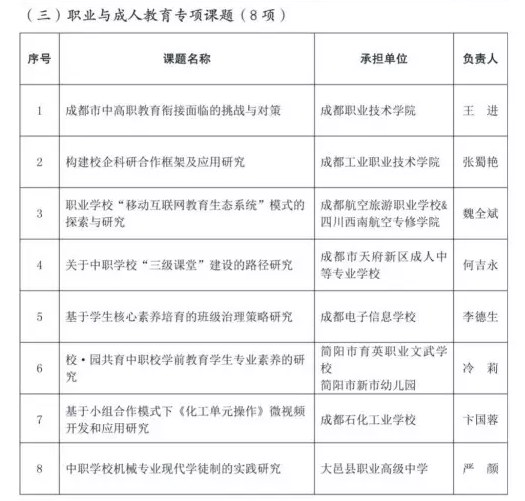 （三）职业与成人教育专项课题（8项）
序号 课题名称 承担单位 负责人
1 成都市中高职教育衔接面临的挑战与对策 成都职业技术学院 王 进
2 构建校企科研合作框架及应用研究 成都工业职业技术学院 张蜀艳
3 职业学校“移动互联网教育生态系统”模式的
探索与研究 成都航空旅游职业学校&
四川西南航空专修学院 魏全斌
4 关于中职学校“三级课堂”建设的路径研究 成都市天府新区成人中
等专业学校 何吉永
5 基于学生核心素养培育的班级治理策略研究 成都电子信息学校 李德生
6 校·园共育中职校学前教育学生专业素养的研
究 简阳市育英职业文武学
校
简阳市新市幼儿园 冷 莉
7 基于小组合作模式下《化工单元操作》微视频
开发和应用研究 成都石化工业学校 卞国蓉
8 中职学校机械专业现代学徒制的实践研究 大邑县职业高级中学 严 颜